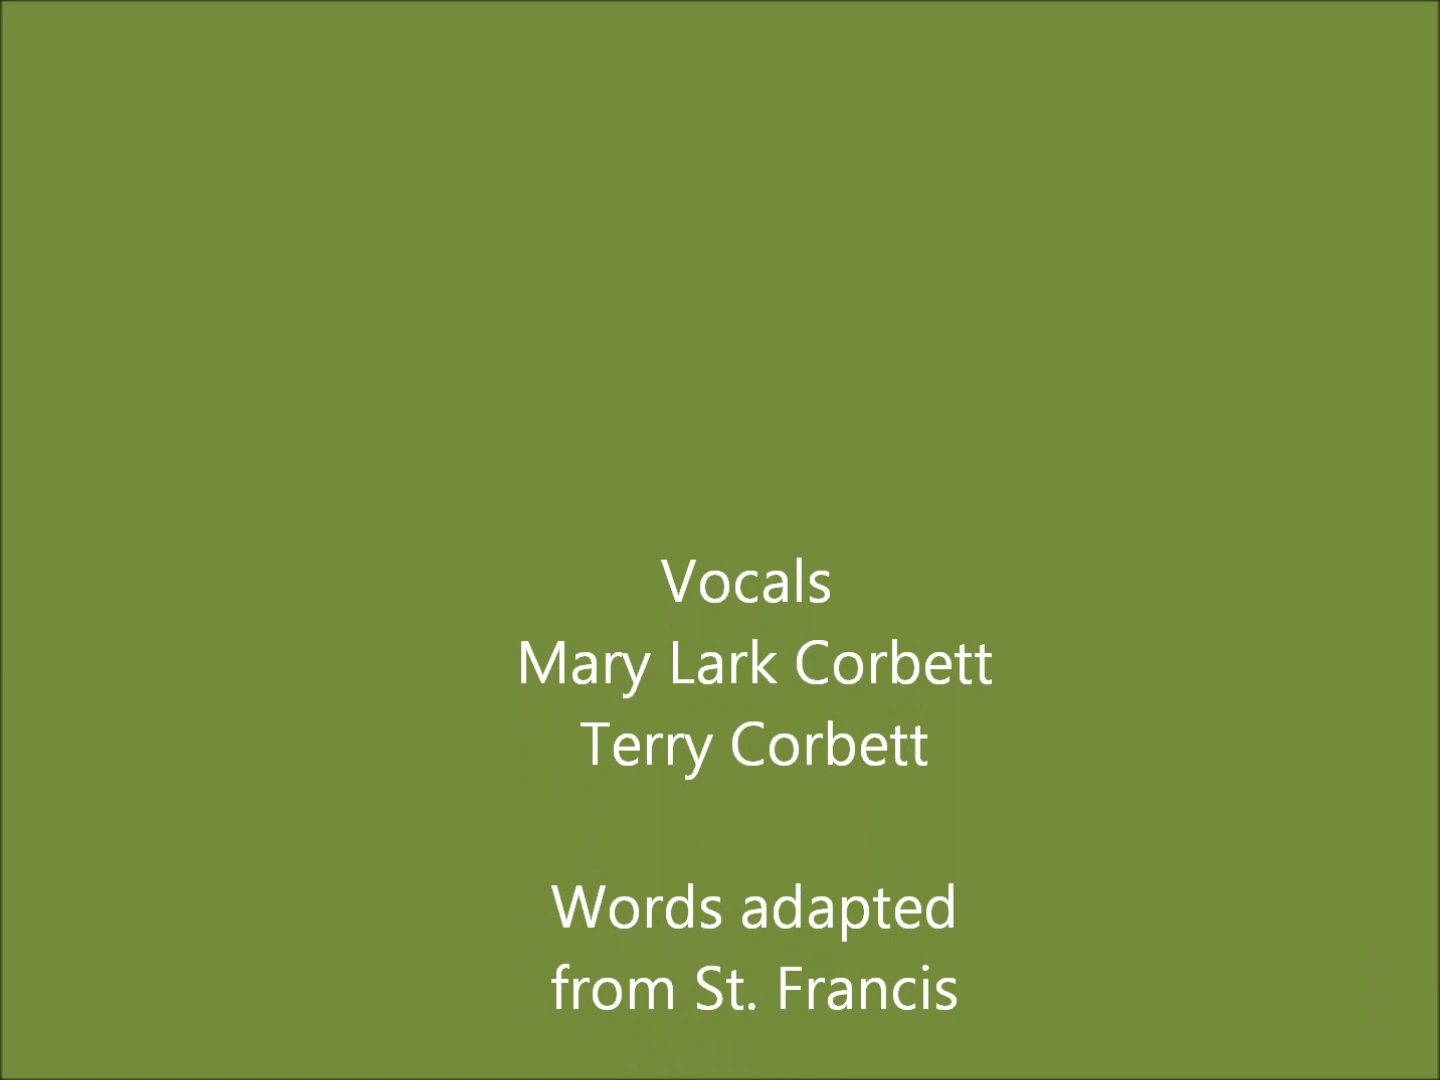 Vocals
Mary Lark Corbett
Terry Corbett
Words adapted
from St. Francis